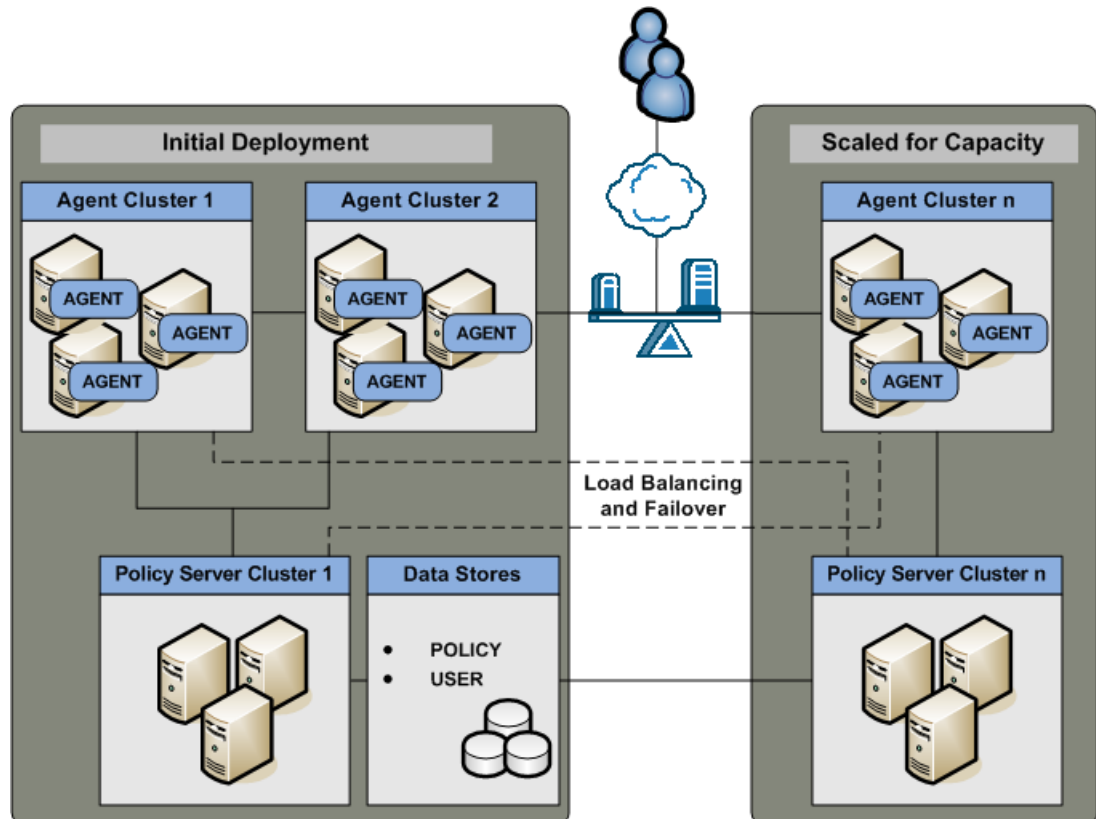 Initial Deployment
Scaled for Capacity
Agent Cluster 1
Agent Cluster 2
Agent Cluster n
AGENT
AGENT
AGENT
AGENT
AGENT
AGENT
AGENT
AGENT
AGENT
Load Balancing
and Failover
Policy Server Cluster 1
Data Stores
Policy Server Cluster n
• POLICY
• USER